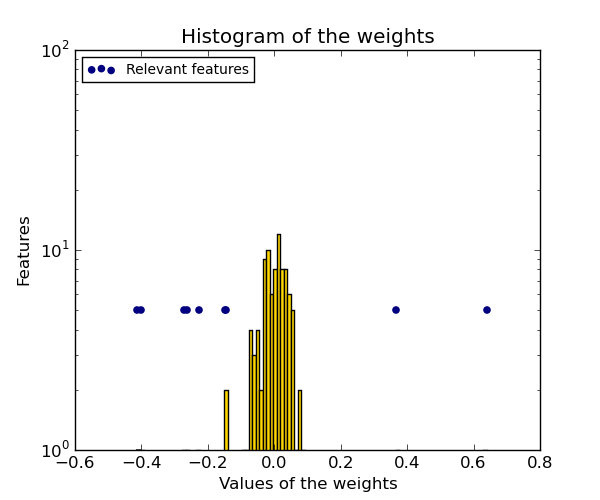 Histogram of the weights
10²
Relevant features
10¹
Features
10⁰
−0.6 −0.4 −0.2 0.0 0.2 0.4 0.6 0.8
Values of the weights